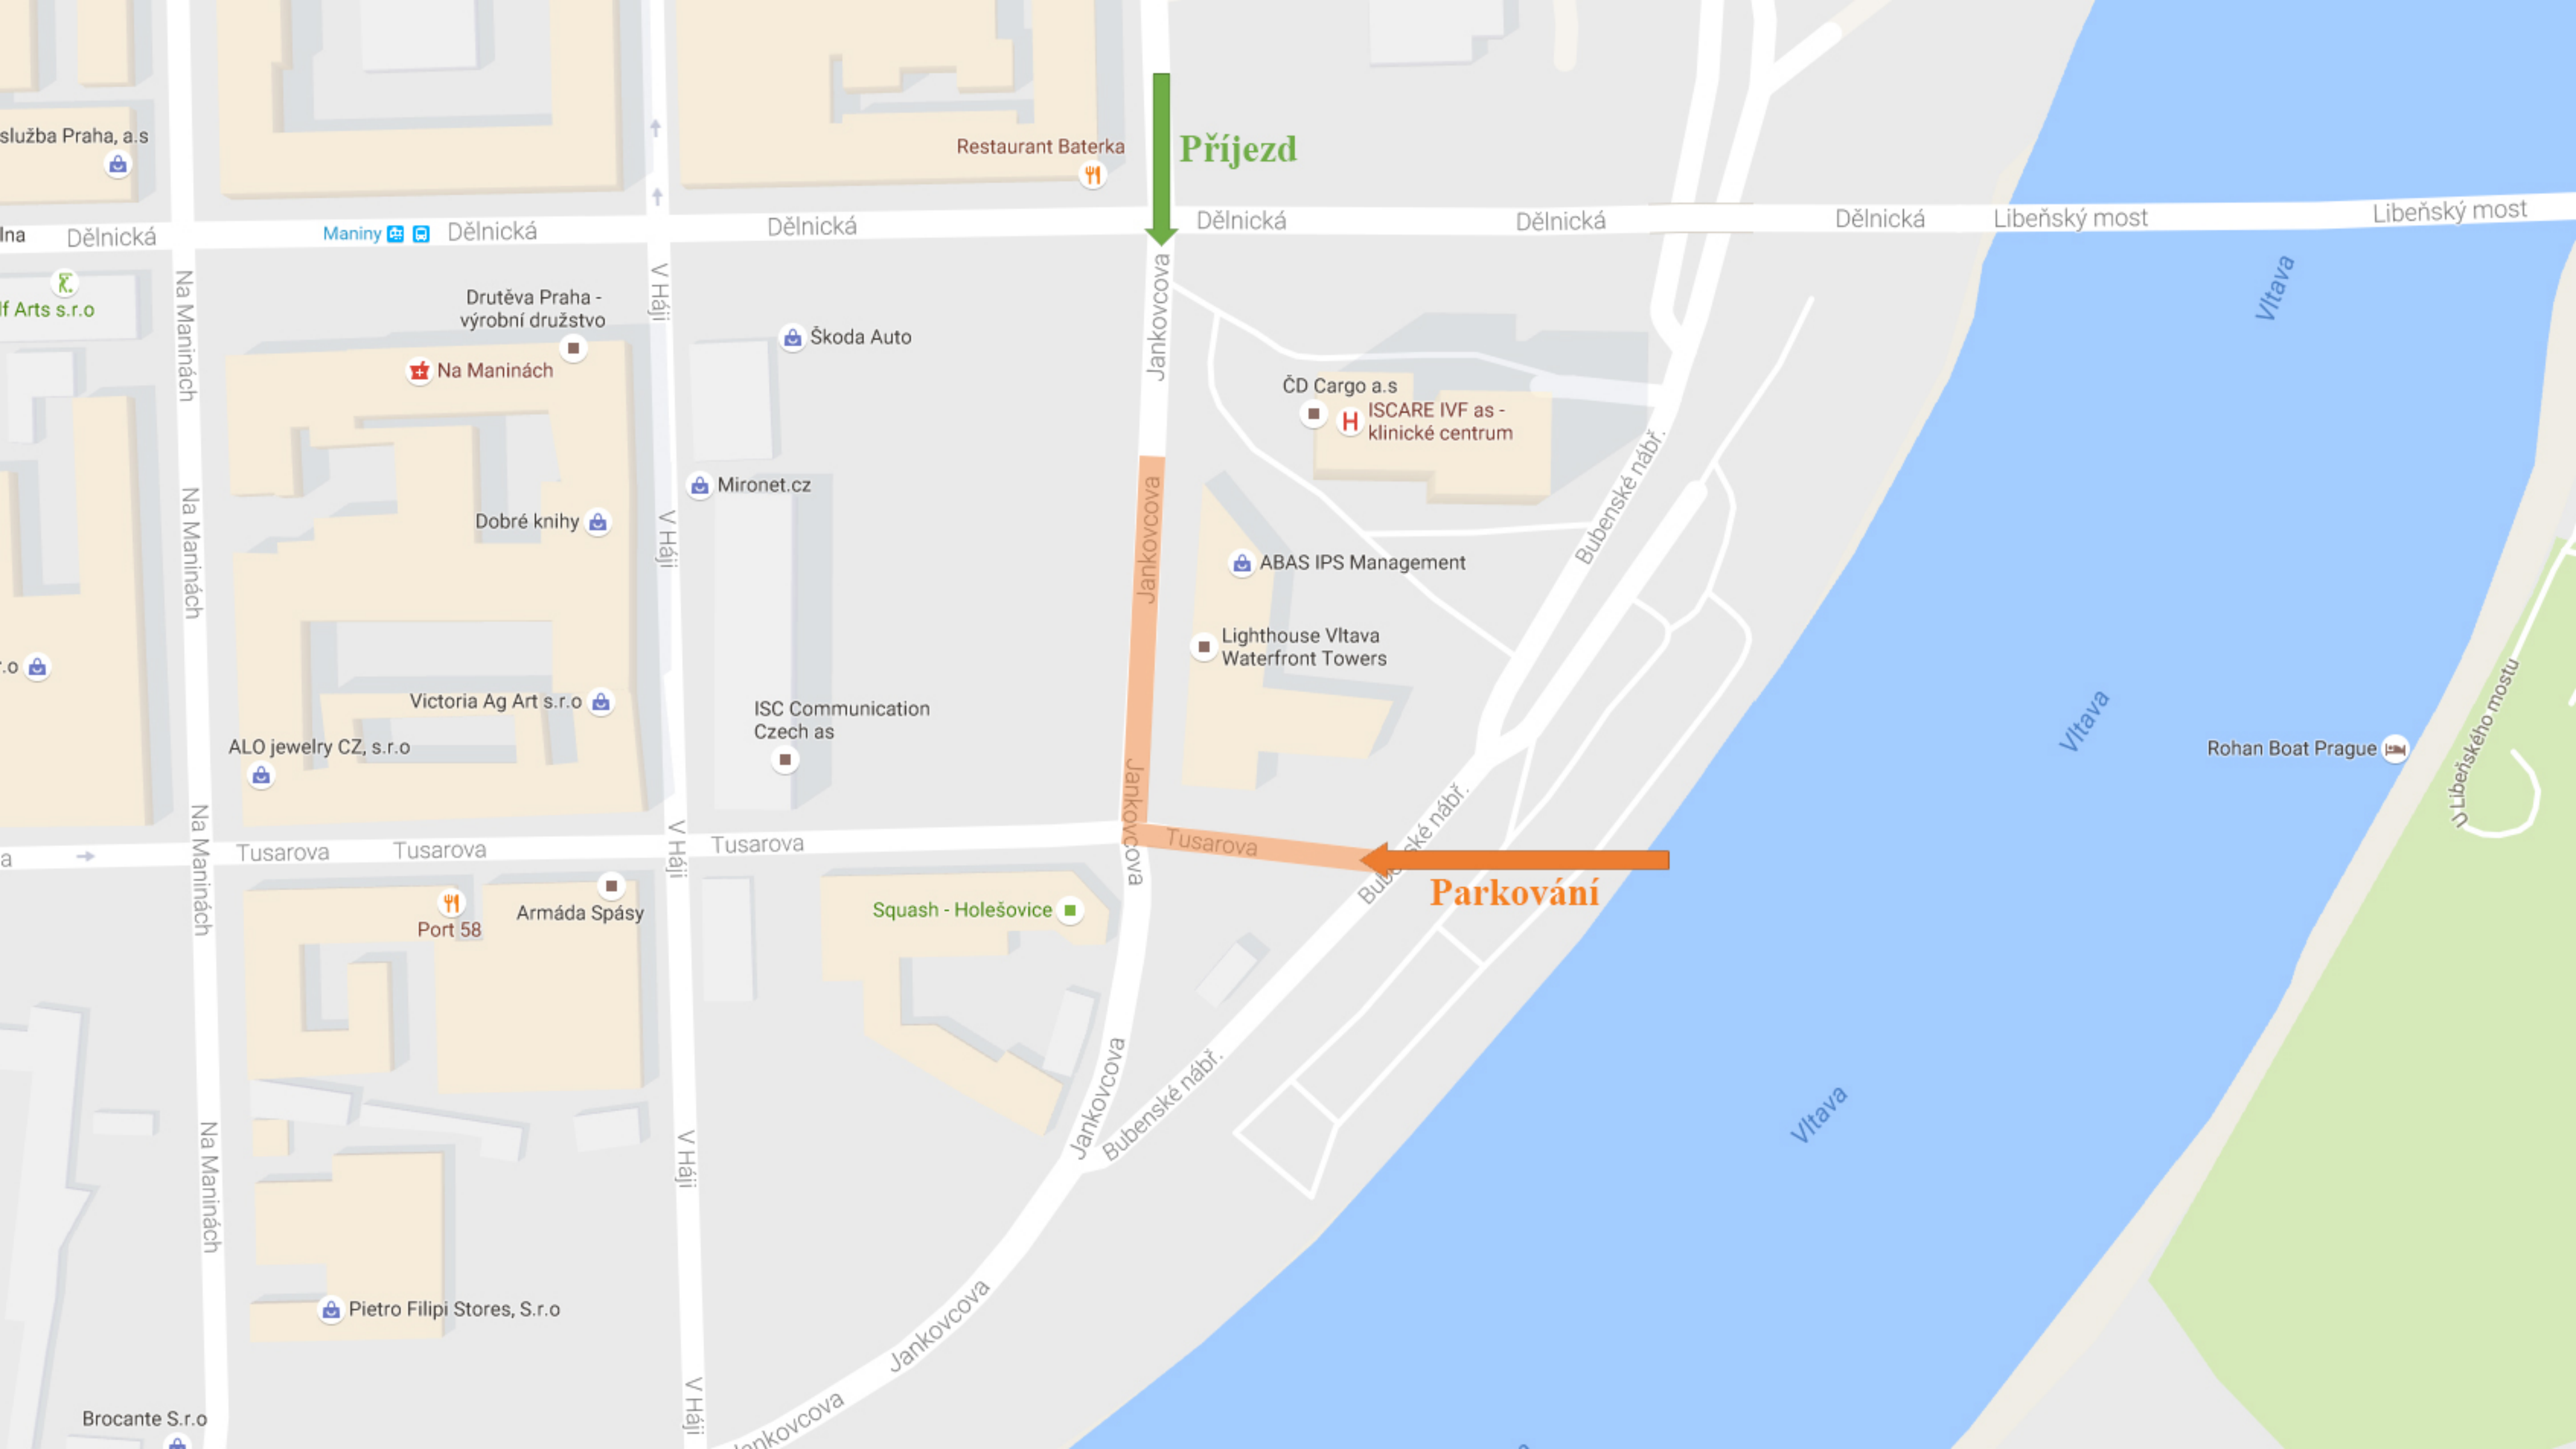 služba Praha, a.s
Restaurant Baterka
Příjezd
lna
Dělnická
Maniny
Dělnická
Dělnická
Dělnická
Dělnická
Dělnická
Libeňský most
Libeňský most
Na Maninách
V Háji
Jankovcova
Vltava
lf Arts s.r.o
Drutěva Praha -
výrobní družstvo
Škoda Auto
Na Maninách
ČD Cargo a.s
ISCARE IVF as -
klinické centrum
Mironet.cz
Na Maninách
V Háji
Jankovcova
Bubenské nábř.
Dobré knihy
ABAS IPS Management
Lighthouse Vltava
Waterfront Towers
.o
Victoria Ag Art s.r.o
ISC Communication
Czech as
Vltava
U Libeňského mostu
ALO jewelry CZ, s.r.o
Rohan Boat Prague
Na Maninách
V Háji
Jankovcova
Bubenské nábř.
a
Tusarova
Tusarova
Tusarova
Tusarova
Parkování
Armáda Spásy
Squash - Holešovice
Port 58
Jankovcova
Bubenské nábř.
Vltava
Na Maninách
V Háji
Pietro Filipi Stores, S.r.o
Jankovcova
Brocante S.r.o
V Háji
Jankovcova